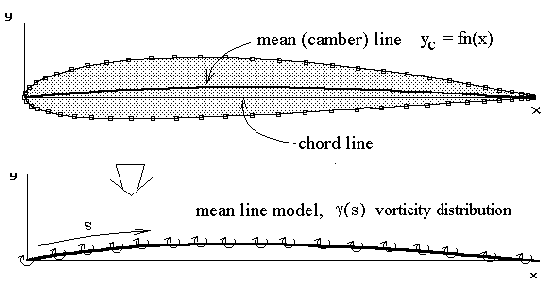 y
mean (camber) line y_c = fn(x)
x
chord line
y
s
mean line model, γ(s) vorticity distribution
x